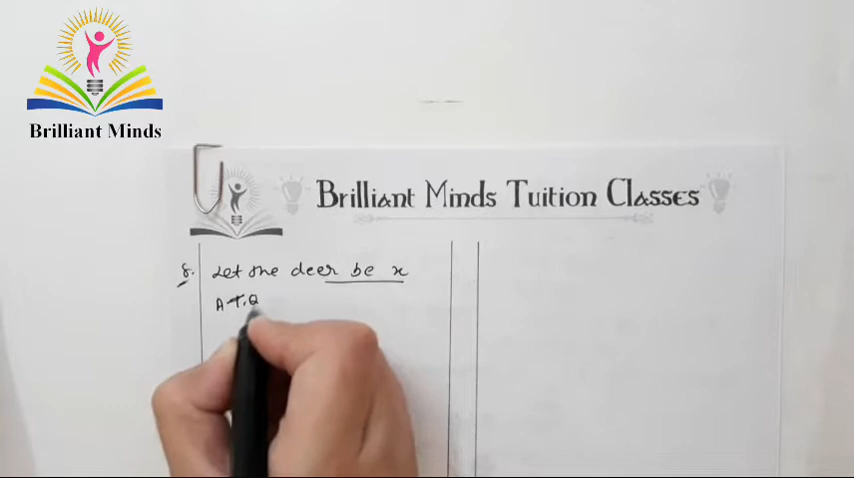 Brilliant Minds
Brilliant Minds Tuition Classes
8. Let the deer be x
A.T.Q